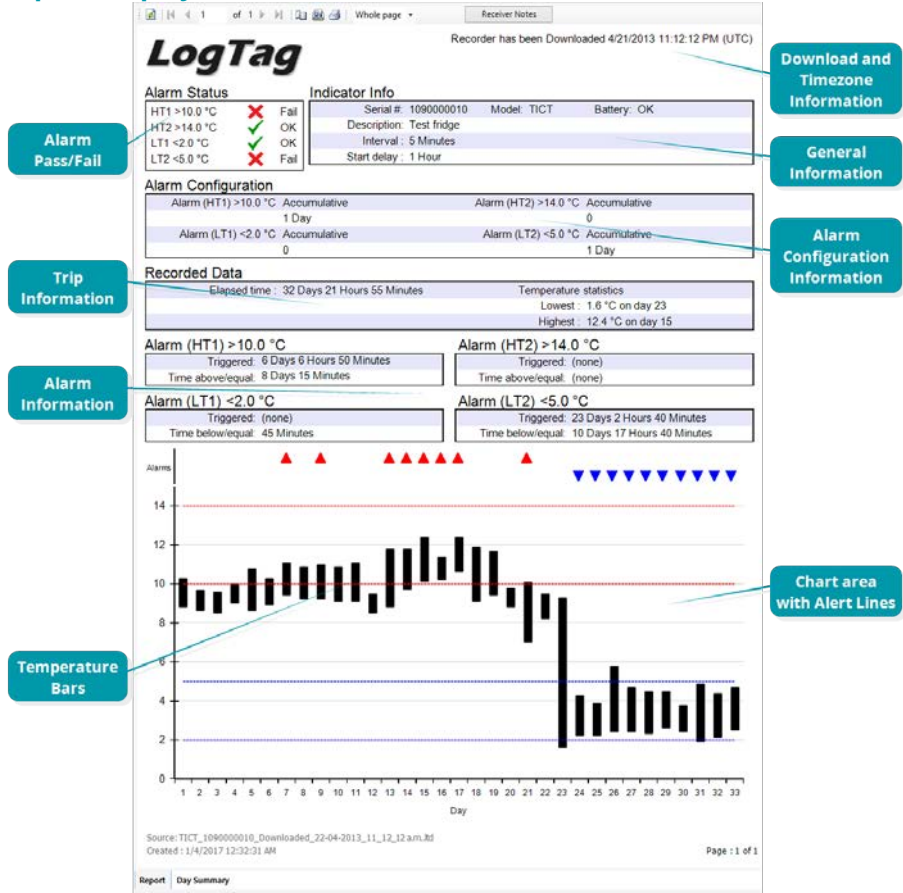 1 of 1 Whole page Receiver Notes
LogTag
Recorder has been Downloaded 4/21/2013 11:12:12 PM (UTC)
Download and
Timezone
Information
Alarm Status
HT1 >10.0 °C Fail
HT2 >14.0 °C OK
LT1 <2.0 °C OK
LT2 <5.0 °C Fail
Indicator Info
Serial #: 1090000010 Model: TICT Battery: OK
Description: Test fridge
Interval : 5 Minutes
Start delay : 1 Hour
Alarm
Pass/Fail
General
Information
Alarm Configuration
Alarm (HT1) >10.0 °C Accumulative Alarm (HT2) >14.0 °C Accumulative
1 Day 0
Alarm (LT1) <2.0 °C Accumulative Alarm (LT2) <5.0 °C Accumulative
0 1 Day
Alarm
Configuration
Information
Recorded Data
Elapsed time : 32 Days 21 Hours 55 Minutes Temperature statistics
Lowest : 1.6 °C on day 23
Highest : 12.4 °C on day 15
Trip
Information
Alarm (HT1) >10.0 °C
Triggered: 6 Days 6 Hours 50 Minutes
Time above/equal: 8 Days 15 Minutes
Alarm (HT2) >14.0 °C
Triggered: (none)
Time above/equal: (none)
Alarm
Information
Alarm (LT1) <2.0 °C
Triggered: (none)
Time below/equal: 45 Minutes
Alarm (LT2) <5.0 °C
Triggered: 23 Days 2 Hours 40 Minutes
Time below/equal: 10 Days 17 Hours 40 Minutes
Alarms
14
12
10
8
6
4
2
0
1 2 3 4 5 6 7 8 9 10 11 12 13 14 15 16 17 18 19 20 21 22 23 24 25 26 27 28 29 30 31 32 33
Day
Chart area
with Alert Lines
Temperature
Bars
Source: TICT_1090000010_Downloaded_22-04-2013_11_12_12 a.m..ltd
Created : 1/4/2017 12:32:31 AM
Page : 1 of 1
Report Day Summary